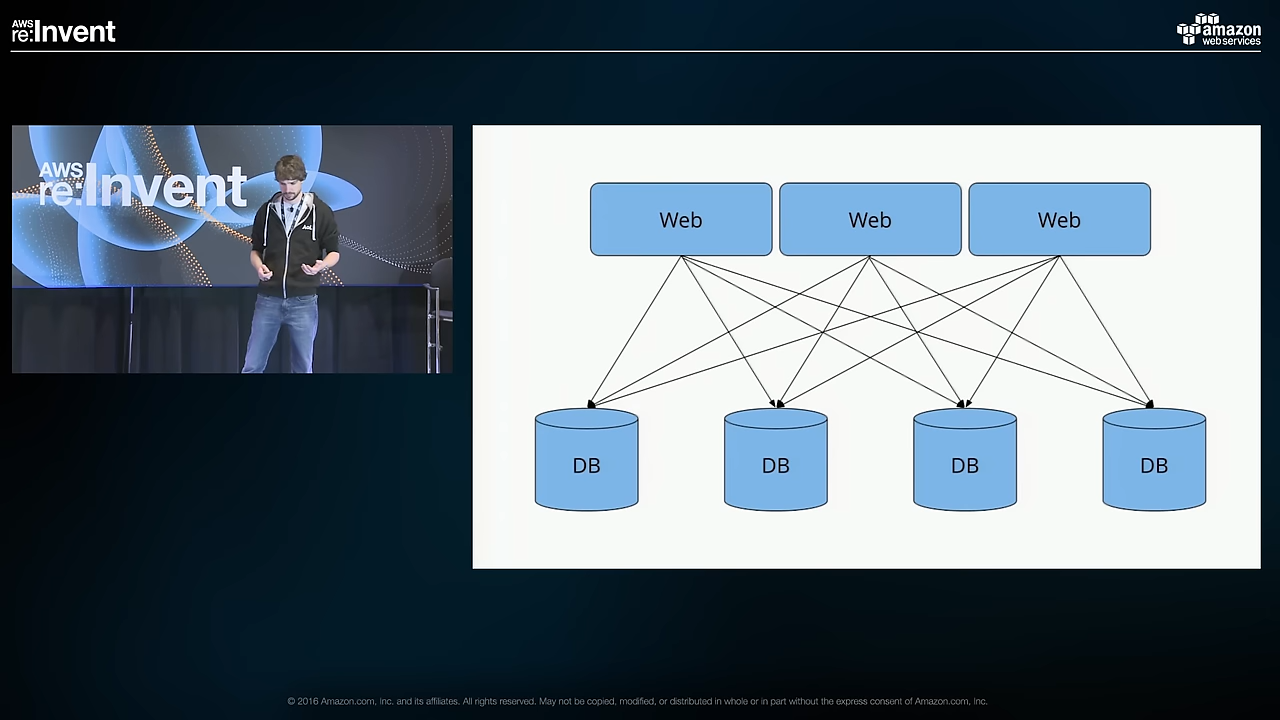 AWS
re:Invent
amazon
web services
AWS
re:Invent
Web Web Web
DB DB DB DB
© 2016 Amazon.com, Inc. and its affiliates. All rights reserved. May not be copied, modified, or distributed in whole or in part without the express consent of Amazon.com, Inc.